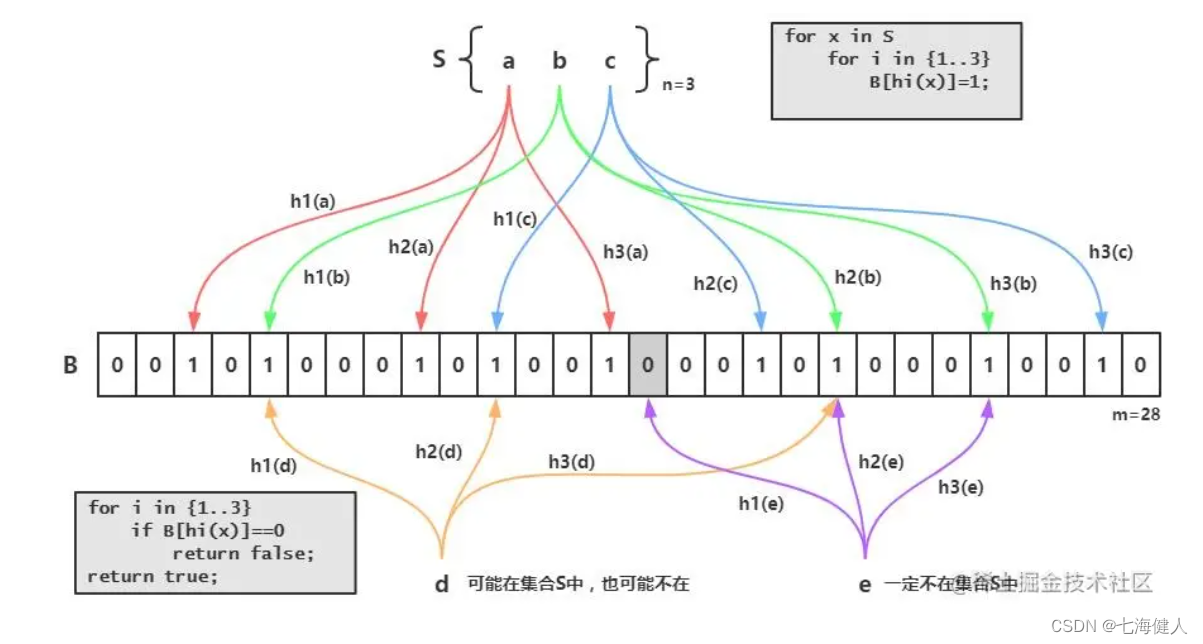 S { a b c } n=3
for x in S
for i in {1..3}
B[hi(x)]=1;
h1(a)
h1(c)
h2(a)
h3(a)
h3(c)
h1(b)
h2(c)
h2(b)
h3(b)
B 0 0 1 0 1 0 0 0 1 0 1 0 0 1 0 0 0 1 0 1 0 0 0 1 0 0 1 0
m=28
h1(d)
h2(d)
h3(d)
h2(e)
h3(e)
h1(e)
for i in {1..3}
if B[hi(x)]==0
return false;
return true;
d 可能在集合S中，也可能不在
e 一定不在集合S中
@稀土掘金技术社区
CSDN @七海健人